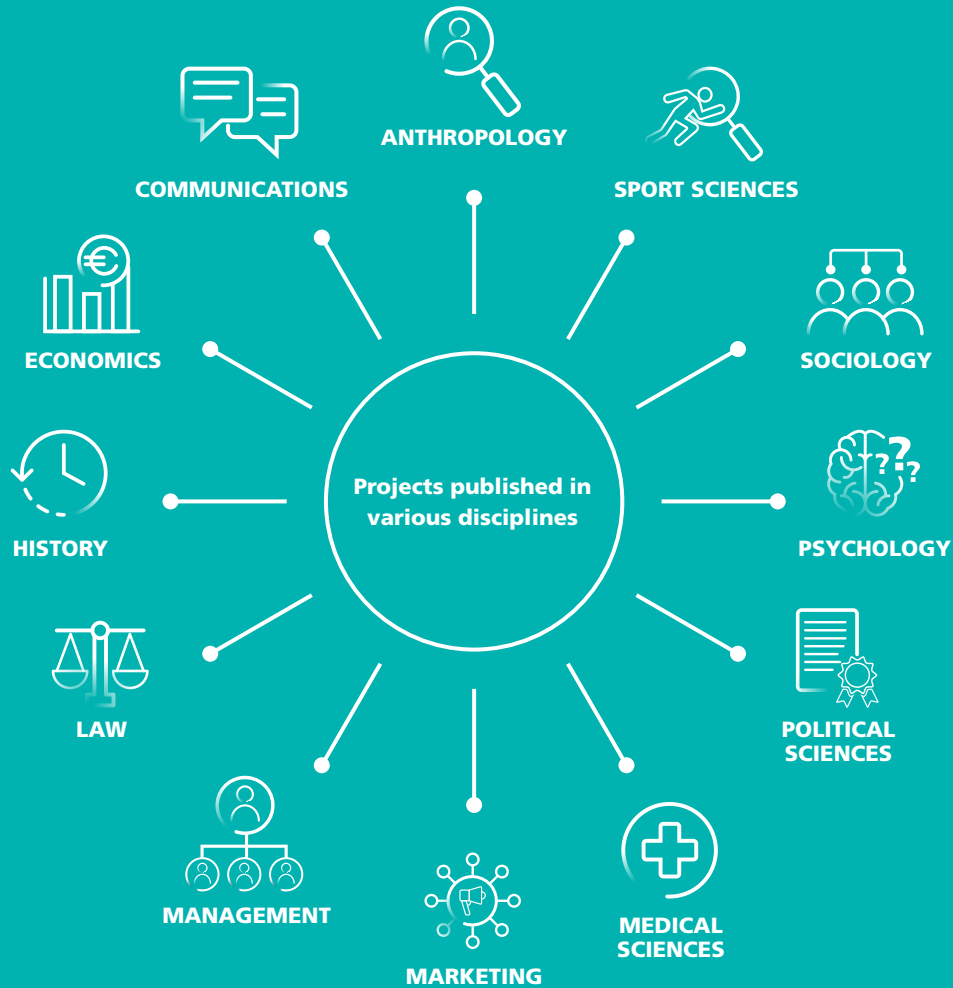 ANTHROPOLOGY
SPORT SCIENCES
COMMUNICATIONS
ECONOMICS
SOCIOLOGY
Projects published in
various disciplines
HISTORY
PSYCHOLOGY
LAW
POLITICAL
SCIENCES
MANAGEMENT
MEDICAL
SCIENCES
MARKETING